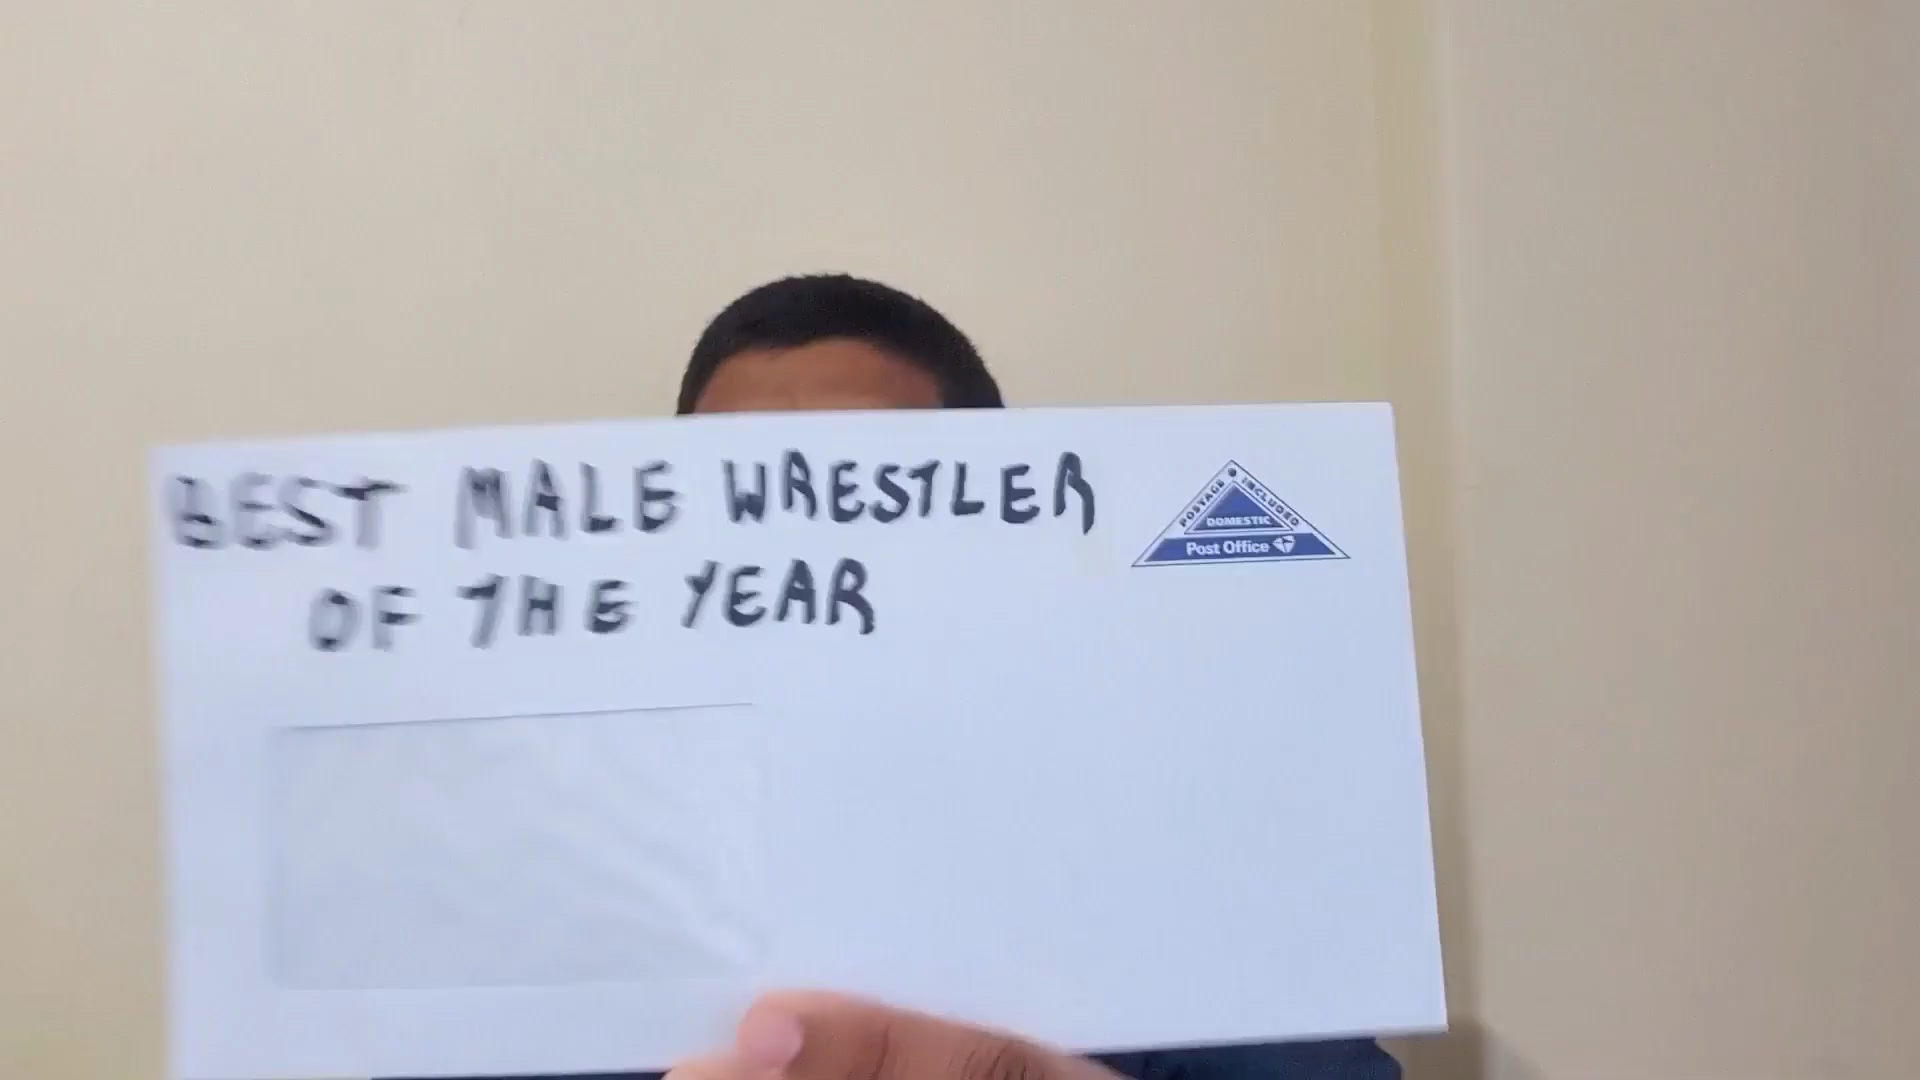 BEST MALE WRESTLER
OF THE YEAR
POSTAGE INCLUDED
DOMESTIC
Post Office